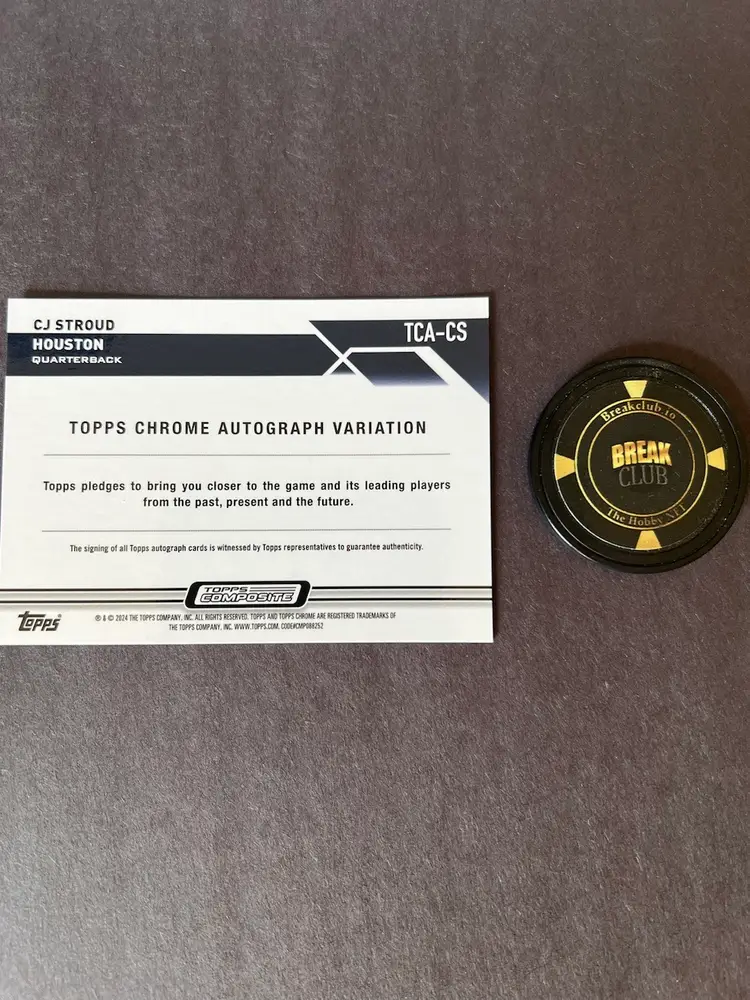 CJ STROUD
HOUSTON
QUARTERBACK
TCA-CS
TOPPS CHROME AUTOGRAPH VARIATION
Topps pledges to bring you closer to the game and its leading players
from the past, present and the future.
The signing of all Topps autograph cards is witnessed by Topps representatives to guarantee authenticity.
TOPPS
COMPOSITE
Topps
® & © 2024 THE TOPPS COMPANY, INC. ALL RIGHTS RESERVED. TOPPS AND TOPPS CHROME ARE REGISTERED TRADEMARKS OF
THE TOPPS COMPANY, INC. WWW.TOPPS.COM. CODE#CMP088252
Breakclub to
BREAK
CLUB
The Hobby NFT